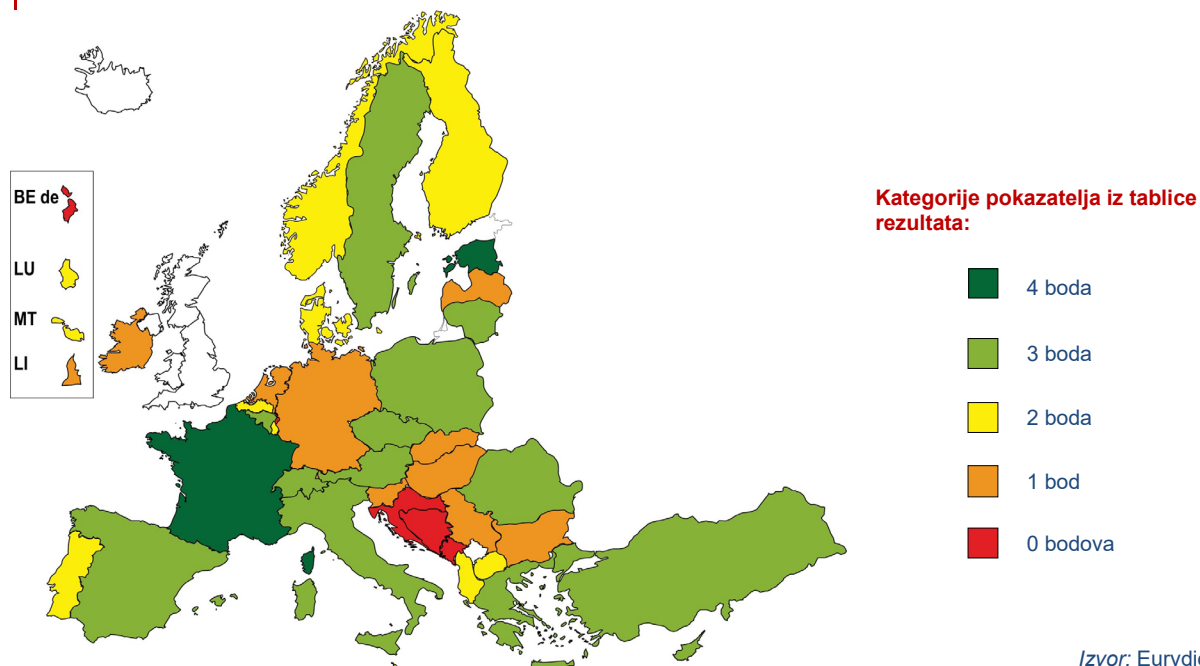 BE de
LU
MT
LI
Kategorije pokazatelja iz tablice
rezultata:
4 boda
3 boda
2 boda
1 bod
0 bodova
Izvor: